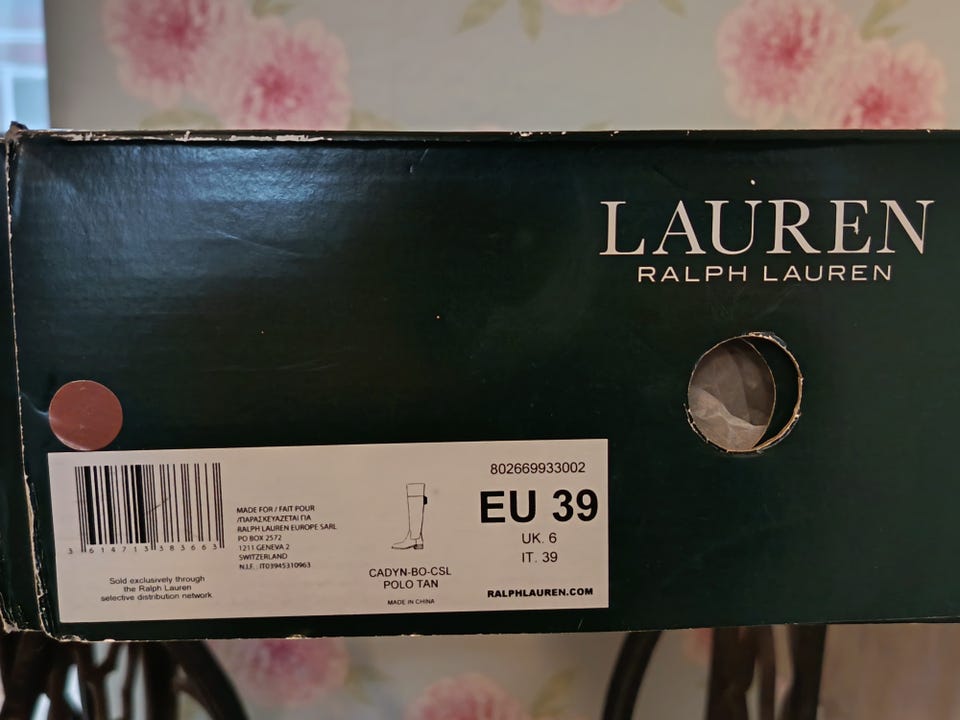 LAUREN
RALPH LAUREN
802669933002
EU 39
UK. 6
IT. 39
RALPHLAUREN.COM
CADYN-BO-CSL
POLO TAN
MADE IN CHINA
MADE FOR / FAIT POUR
/ΠΑΡΑΣΚΕΥΑΖΕΤΑΙ ΓΙΑ
RALPH LAUREN EUROPE SARL
PO BOX 2572
1211 GENEVA 2
SWITZERLAND
N.I.F. : IT03945310963
3 614713 383663
Sold exclusively through
the Ralph Lauren
selective distribution network